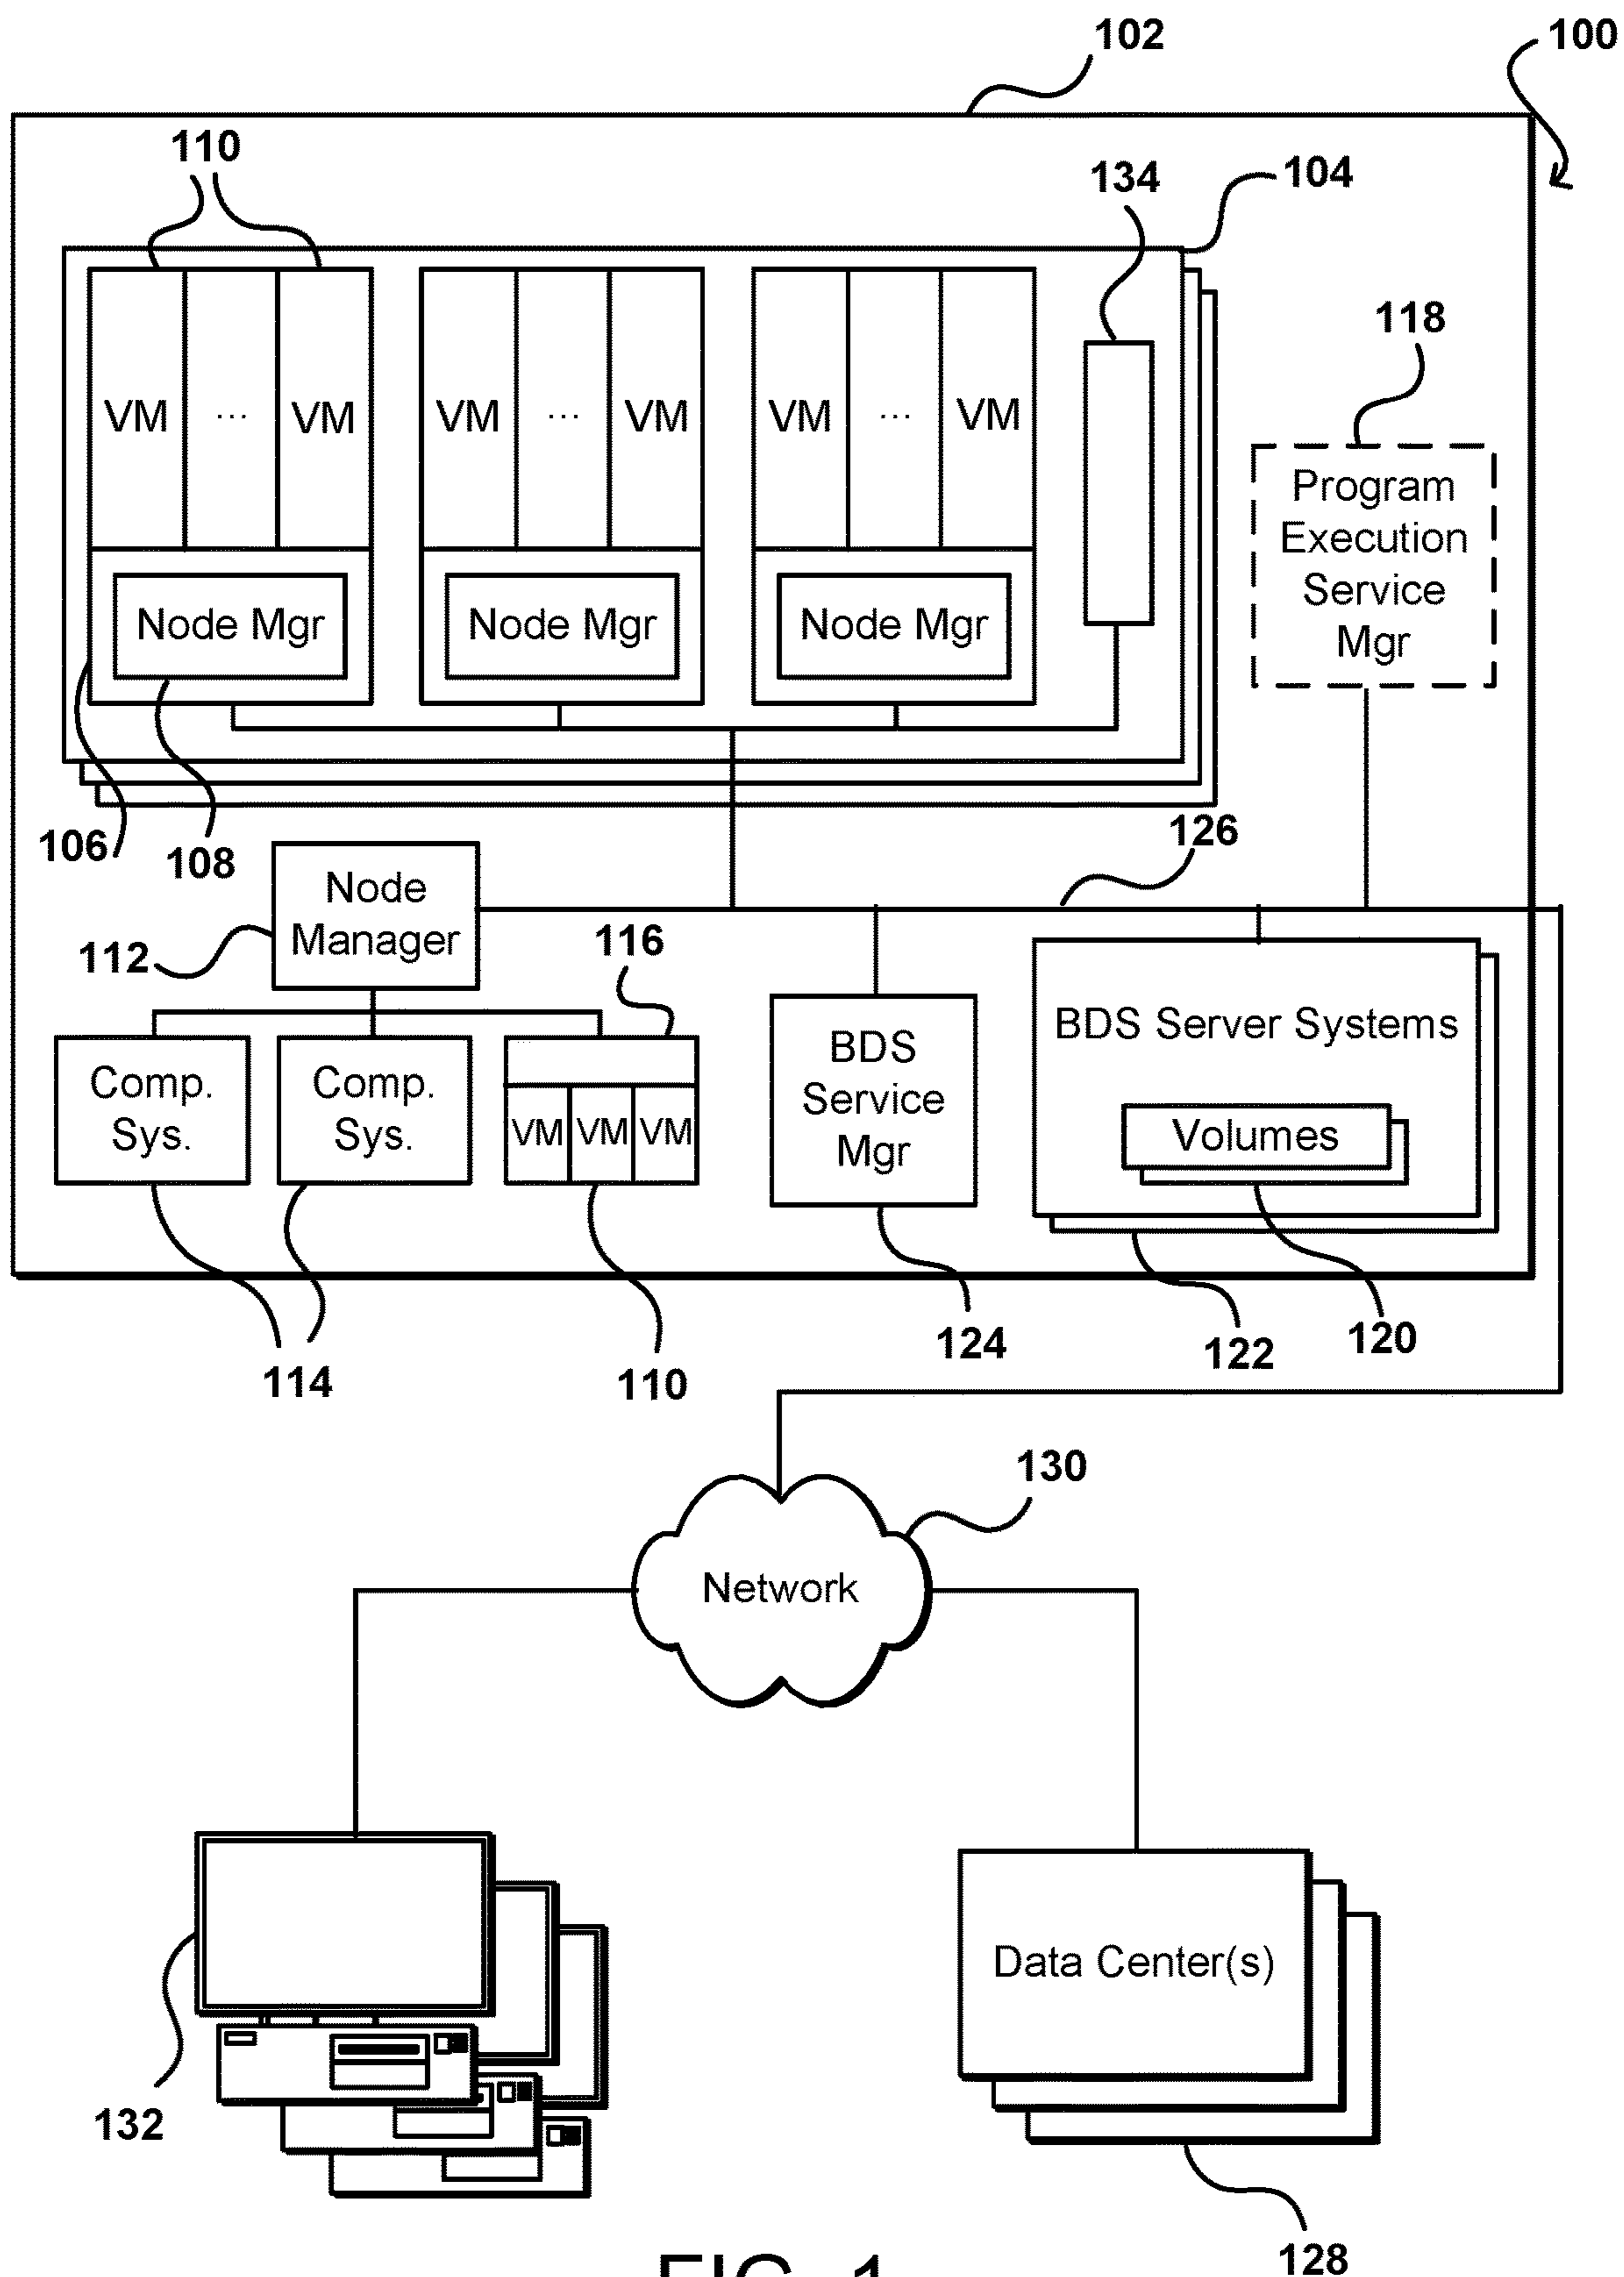 102
100
110
134
104
118
VM
...
VM
VM
...
VM
VM
...
VM
Program
Execution
Service
Mgr
Node Mgr
Node Mgr
Node Mgr
106
108
126
Node
Manager
112
116
Comp.
Sys.
Comp.
Sys.
VM
VM
VM
BDS
Service
Mgr
BDS Server Systems
Volumes
114
110
124
122
120
130
Network
Data Center(s)
132
128
FIG. 1